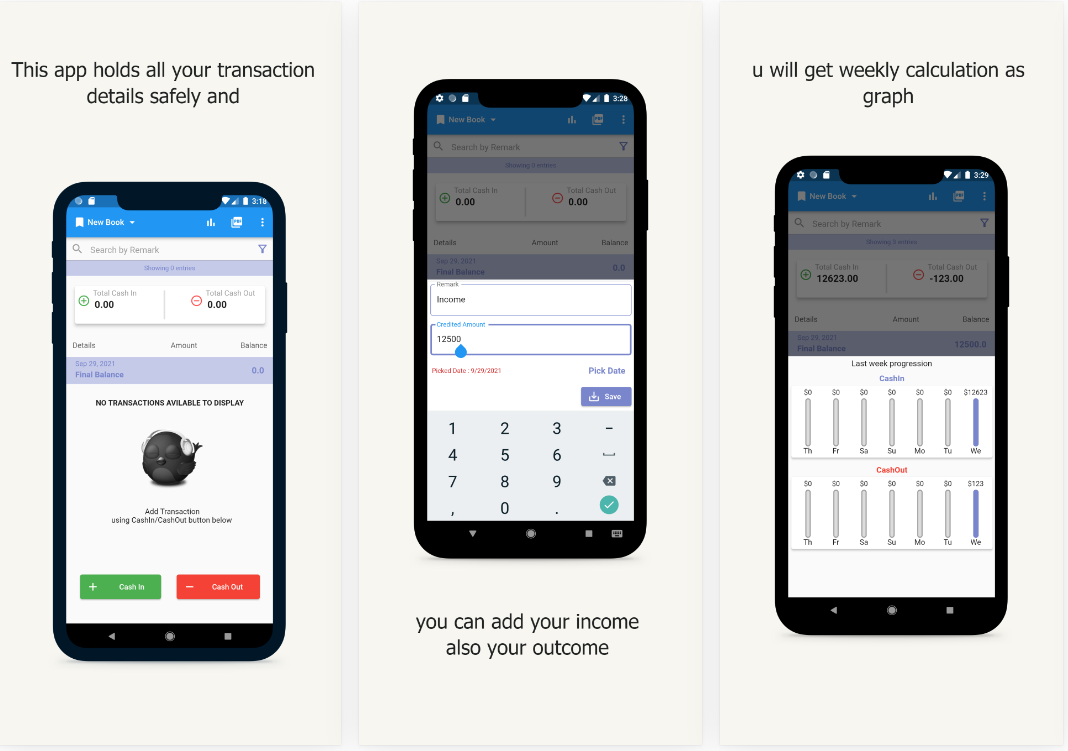 This app holds all your transaction
details safely and
3:18
New Book
Search by Remark
Showing 0 entries
Total Cash In
0.00
Total Cash Out
0.00
Details Amount Balance
Sep 29, 2021
Final Balance 0.0
NO TRANSACTIONS AVILABLE TO DISPLAY
Add Transaction
using CashIn/CashOut button below
+ Cash In
− Cash Out
3:28
New Book
Search by Remark
Showing 0 entries
Total Cash In
0.00
Total Cash Out
0.00
Details Amount Balance
Sep 29, 2021
Final Balance 0.0
Remark
Income
Credited Amount
12500
Picked Date : 9/29/2021 Pick Date
Save
1 2 3 −
4 5 6
7 8 9
, 0 .
you can add your income
also your outcome
u will get weekly calculation as
graph
3:29
New Book
Search by Remark
Showing 0 entries
Total Cash In
12623.00
Total Cash Out
-123.00
Details Amount Balance
Sep 29, 2021
Final Balance 12500.0
Last week progression
CashIn
$0 $0 $0 $0 $0 $0 $12623
Th Fr Sa Su Mo Tu We
CashOut
$0 $0 $0 $0 $0 $0 $123
Th Fr Sa Su Mo Tu We